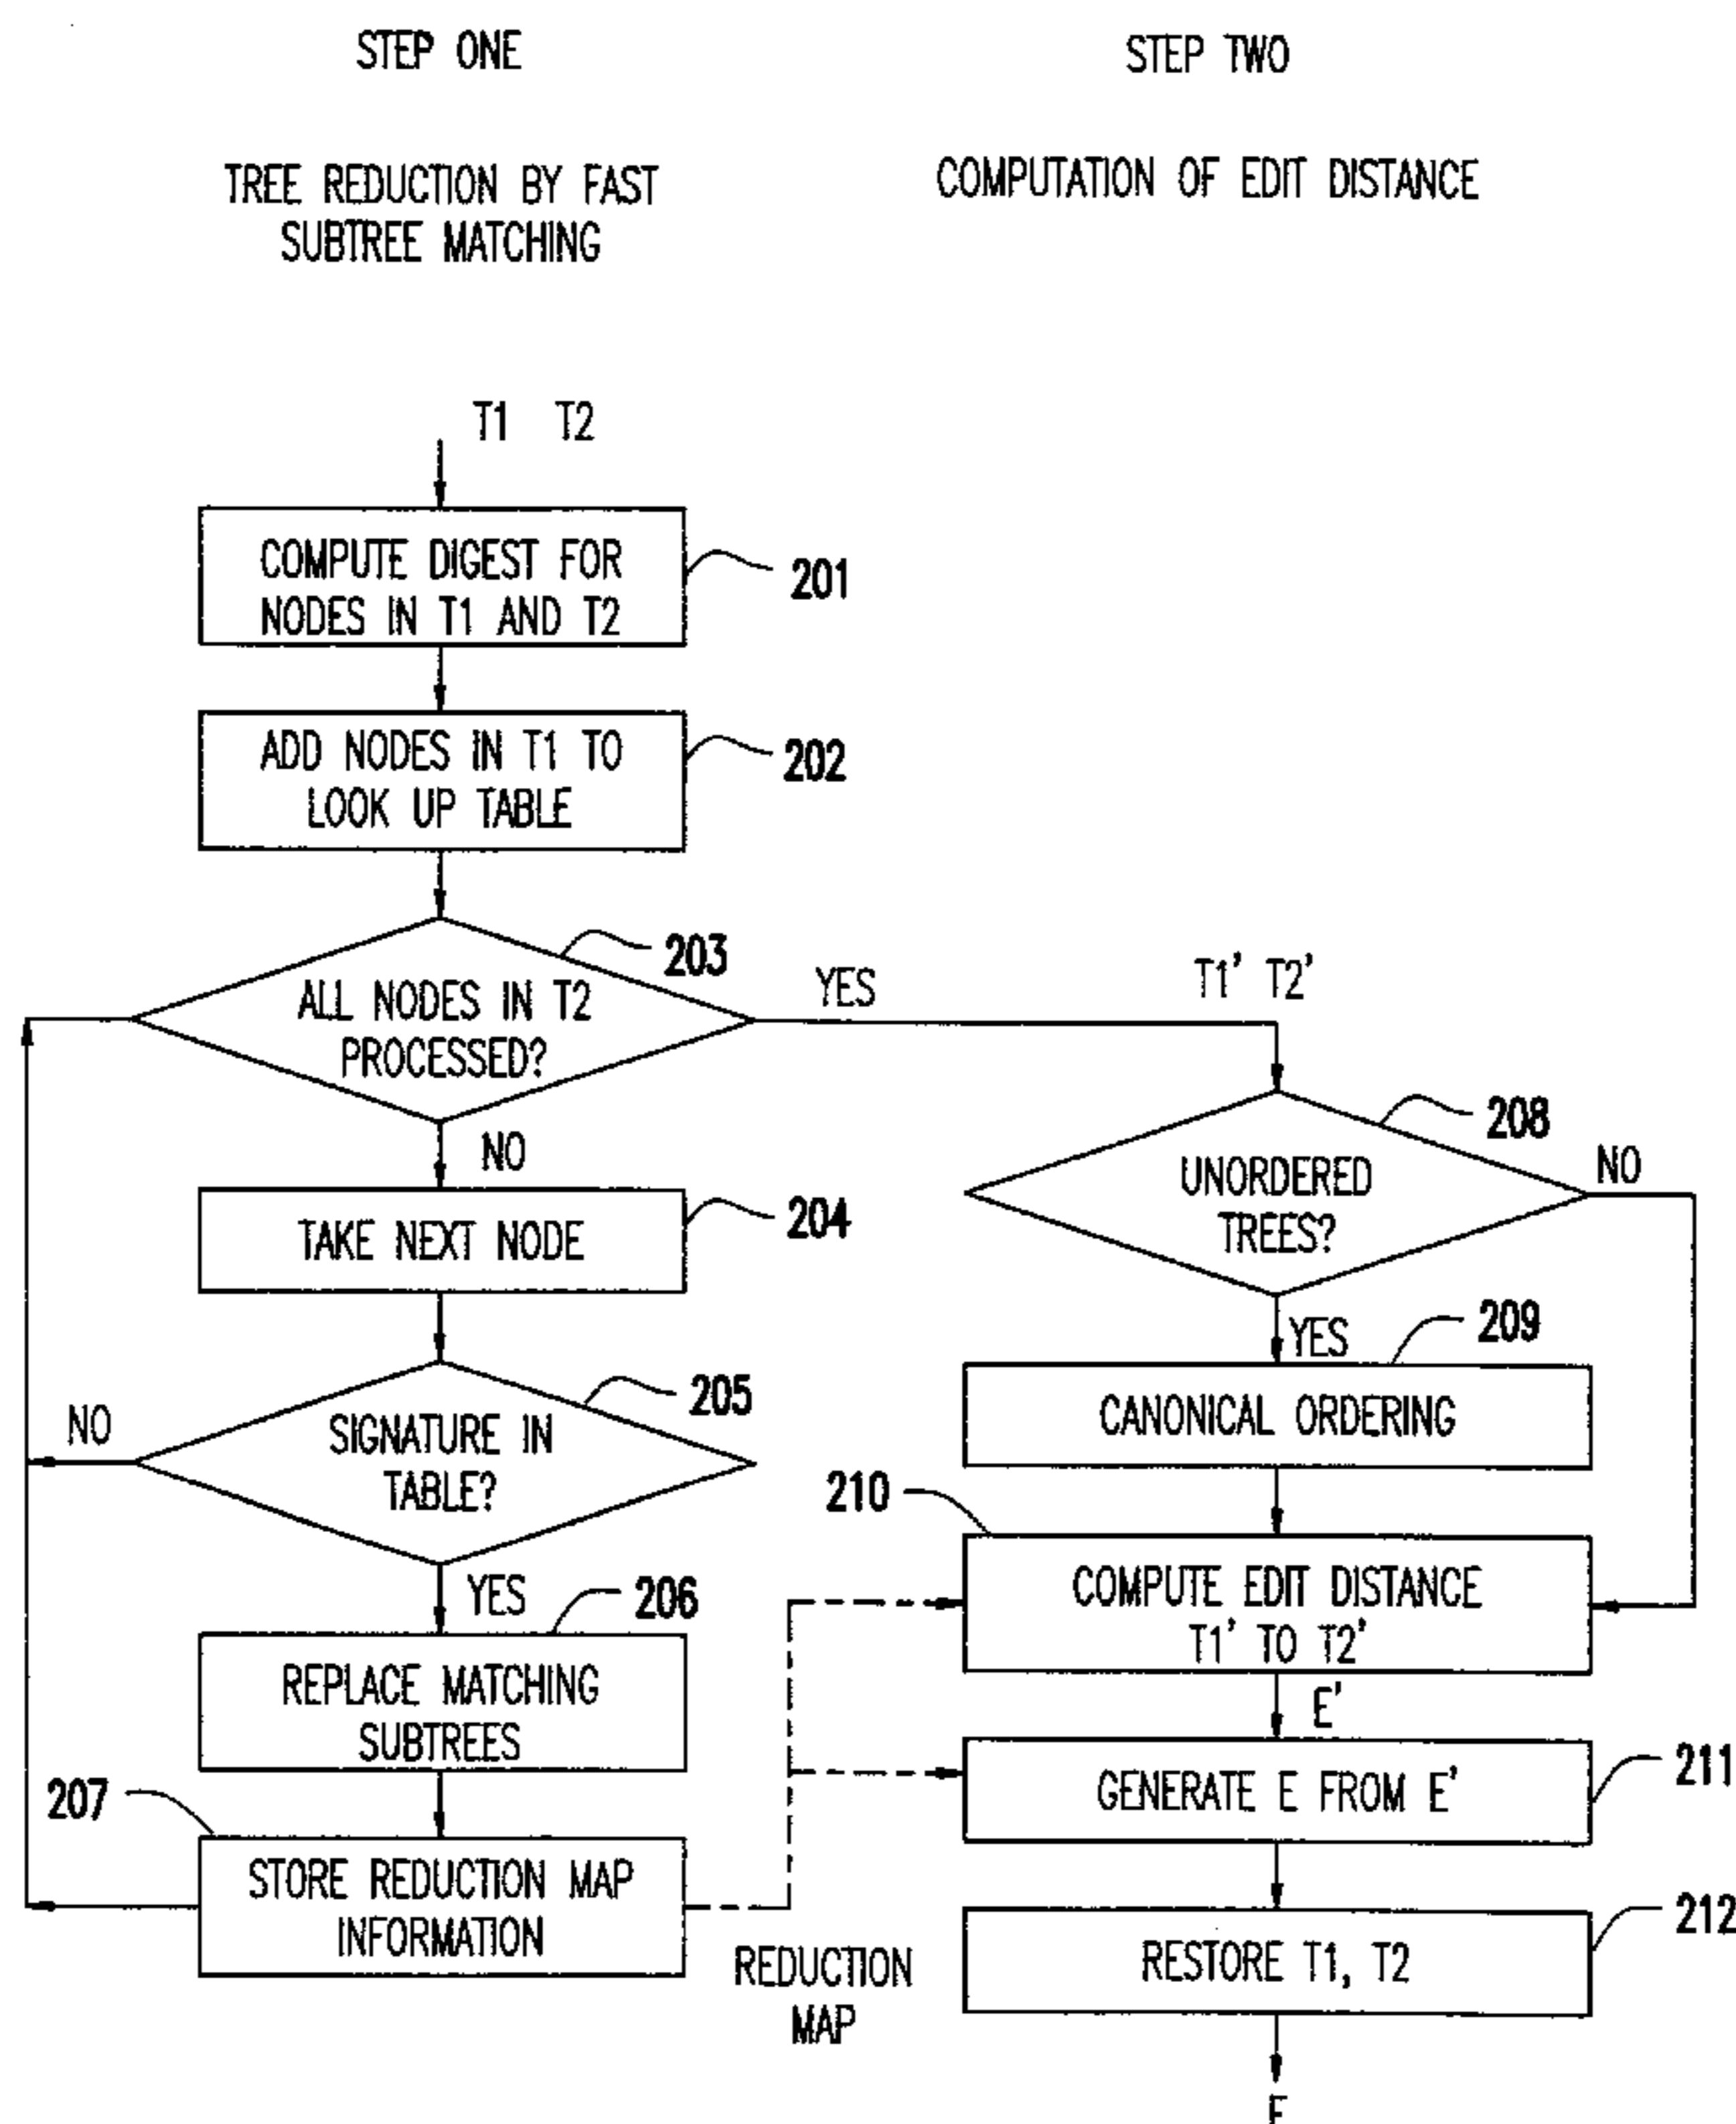 STEP ONE
STEP TWO
TREE REDUCTION BY FAST
SUBTREE MATCHING
COMPUTATION OF EDIT DISTANCE
T1 T2
COMPUTE DIGEST FOR
NODES IN T1 AND T2
201
ADD NODES IN T1 TO
LOOK UP TABLE
202
ALL NODES IN T2
PROCESSED?
203
YES
NO
TAKE NEXT NODE
204
SIGNATURE IN
TABLE?
205
NO
YES
REPLACE MATCHING
SUBTREES
206
STORE REDUCTION MAP
INFORMATION
207
REDUCTION
MAP
T1' T2'
UNORDERED
TREES?
208
NO
YES
CANONICAL ORDERING
209
COMPUTE EDIT DISTANCE
T1' TO T2'
210
E'
GENERATE E FROM E'
211
RESTORE T1, T2
212